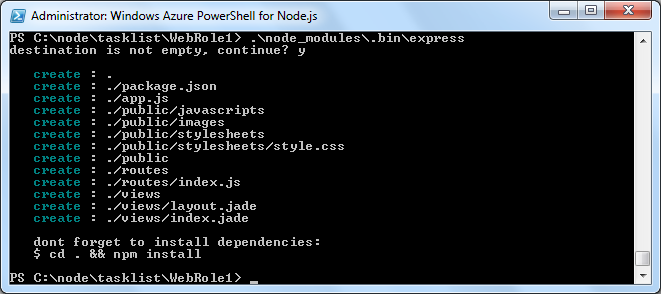 Administrator: Windows Azure PowerShell for Node.js
PS C:\node\tasklist\WebRole1> .\node_modules\.bin\express
destination is not empty, continue? y
create : .
create : ./package.json
create : ./app.js
create : ./public/javascripts
create : ./public/images
create : ./public/stylesheets
create : ./public/stylesheets/style.css
create : ./public
create : ./routes
create : ./routes/index.js
create : ./views
create : ./views/layout.jade
create : ./views/index.jade
dont forget to install dependencies:
$ cd . && npm install
PS C:\node\tasklist\WebRole1> _